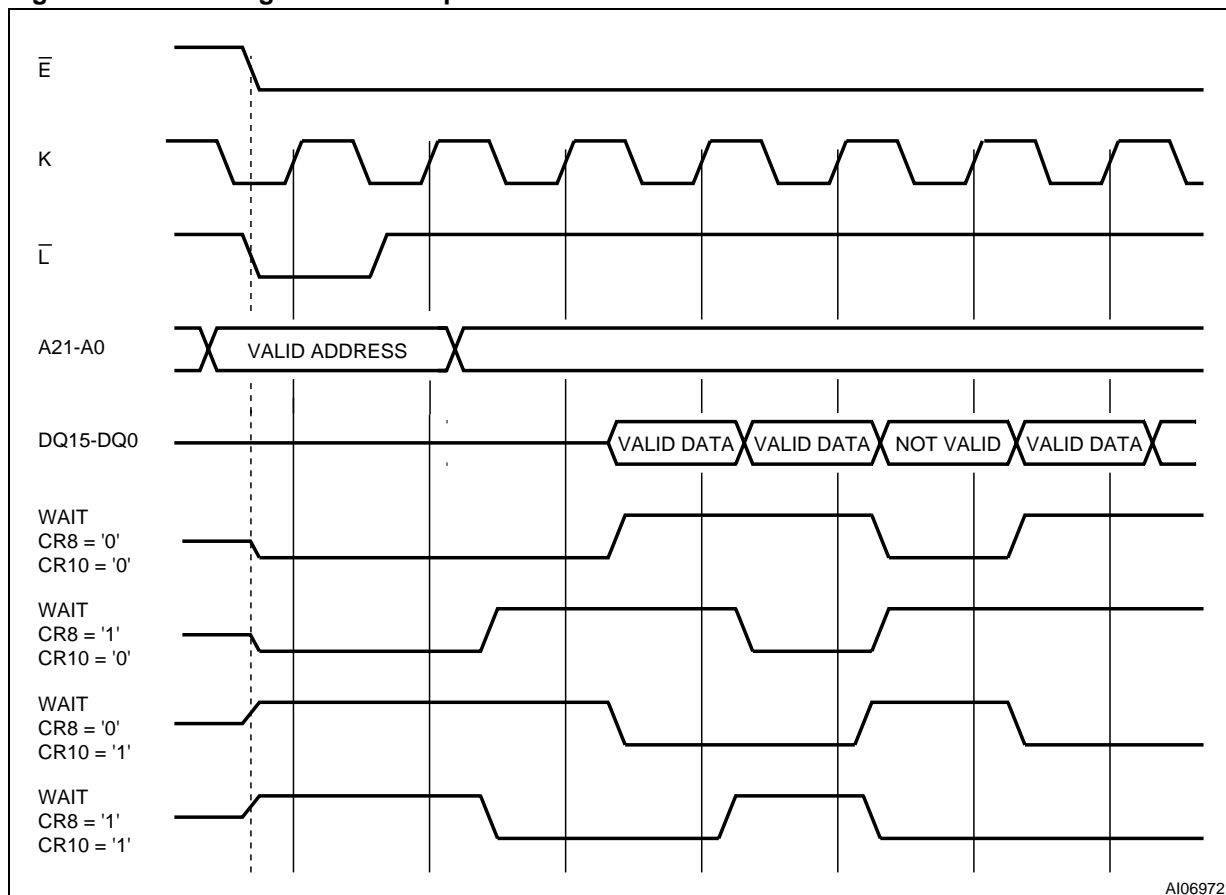 E
K
L
A21-A0 VALID ADDRESS
DQ15-DQ0 VALID DATA VALID DATA NOT VALID VALID DATA
WAIT
CR8 = '0'
CR10 = '0'
WAIT
CR8 = '1'
CR10 = '0'
WAIT
CR8 = '0'
CR10 = '1'
WAIT
CR8 = '1'
CR10 = '1'
AI06972